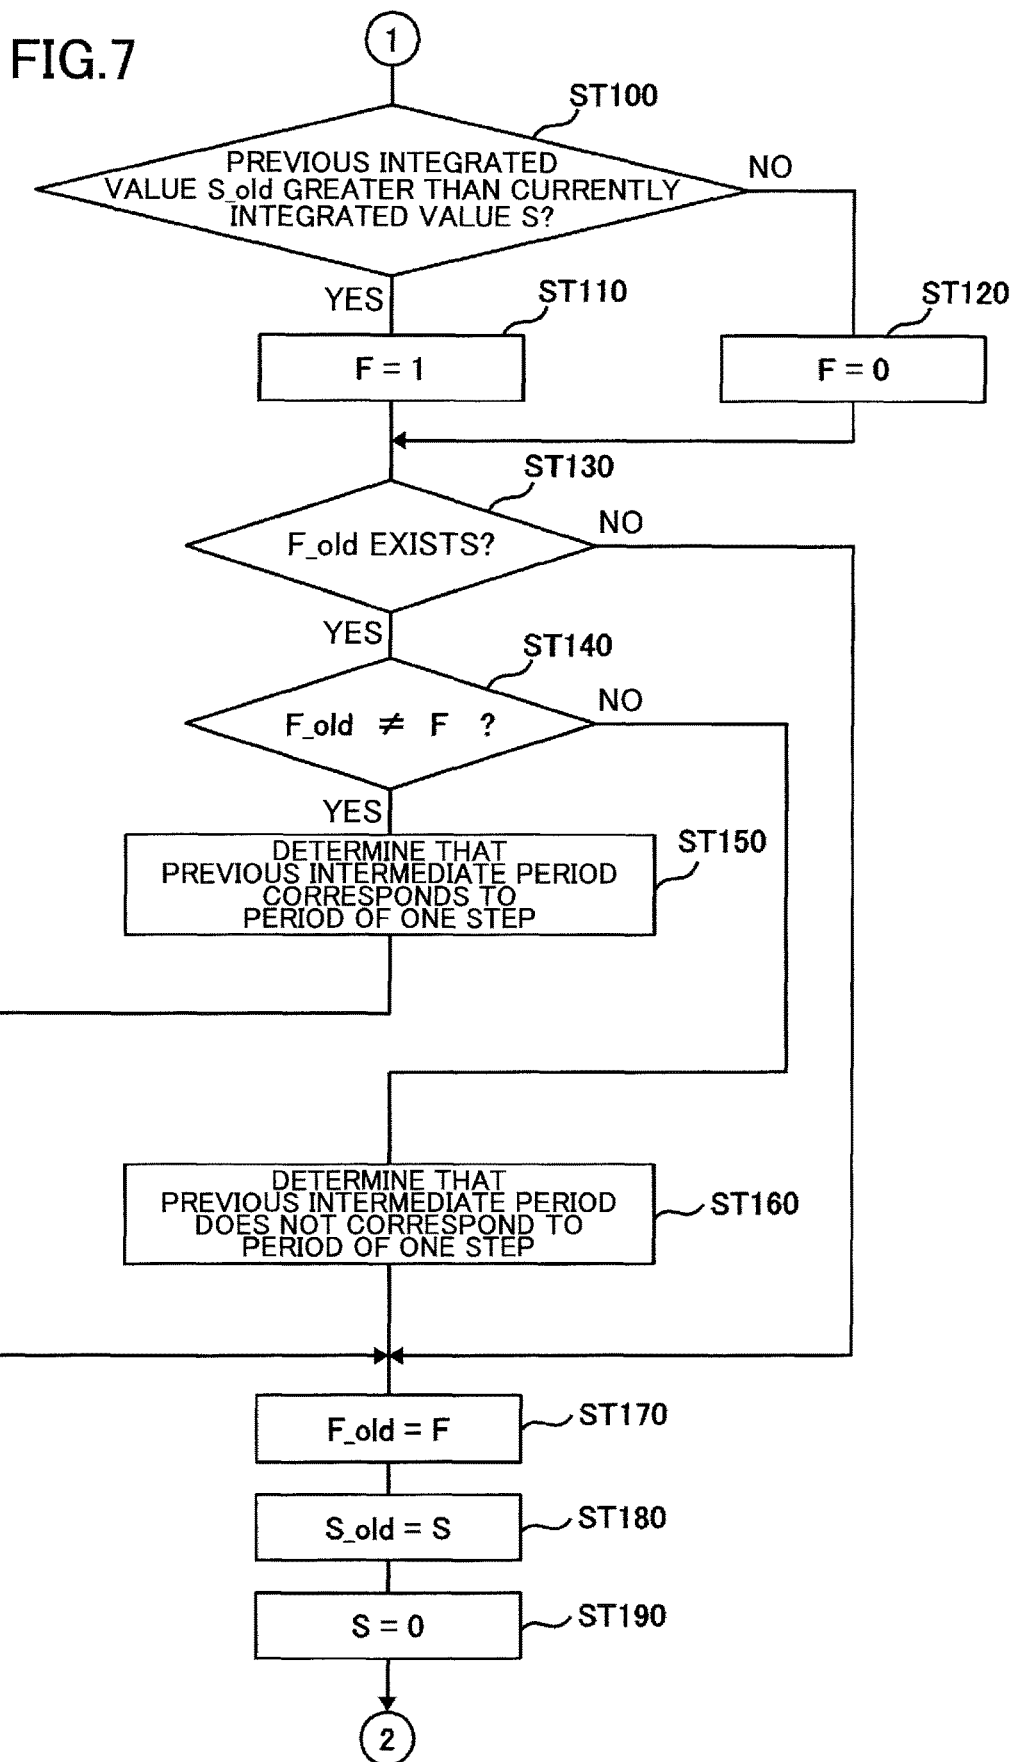 FIG.7
1
ST100
PREVIOUS INTEGRATED
VALUE S_old GREATER THAN CURRENTLY
INTEGRATED VALUE S?
NO
YES
ST110
F = 1
ST120
F = 0
ST130
F_old EXISTS?
NO
YES
ST140
F_old ≠ F ?
NO
YES
ST150
DETERMINE THAT
PREVIOUS INTERMEDIATE PERIOD
CORRESPONDS TO
PERIOD OF ONE STEP
DETERMINE THAT
PREVIOUS INTERMEDIATE PERIOD
DOES NOT CORRESPOND TO
PERIOD OF ONE STEP
ST160
F_old = F
ST170
S_old = S
ST180
S = 0
ST190
2